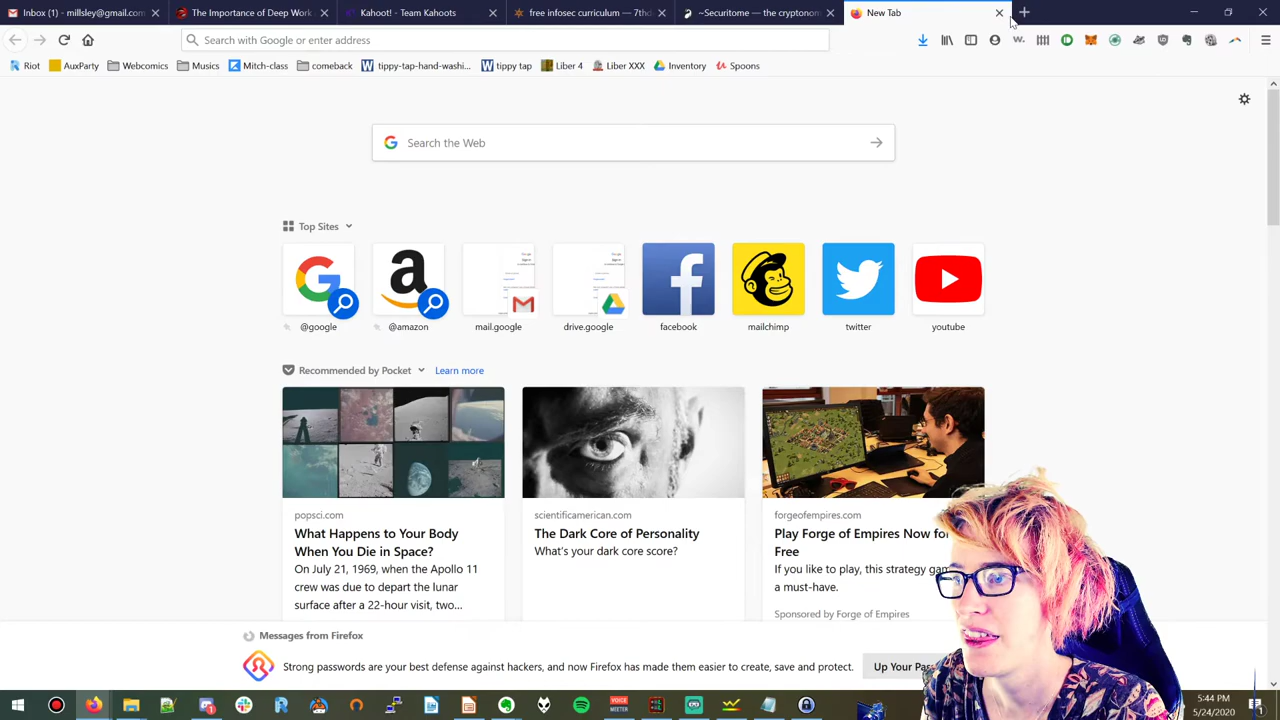 Inbox (1) - millsley@gmail.com
The Importance of Deep Work
Kahoot! - Team Kahoots
free infosec curriculum — 7thd
~Securitome — the cryptonom
New Tab
Search with Google or enter address
Riot
AuxParty
Webcomics
Musics
Mitch-class
comeback
tippy-tap-hand-washi...
tippy tap
Liber 4
Liber XXX
Inventory
Spoons
Search the Web
Top Sites
@google
@amazon
mail.google
drive.google
facebook
mailchimp
twitter
youtube
Recommended by Pocket
Learn more
popsci.com
What Happens to Your Body
When You Die in Space?
On July 21, 1969, when the Apollo 11
crew was due to depart the lunar
surface after a 22-hour visit, two...
scientificamerican.com
The Dark Core of Personality
What's your dark core score?
forgeofempires.com
Play Forge of Empires Now for
Free
If you like to play, this strategy gam
a must-have.
Sponsored by Forge of Empires
Messages from Firefox
Strong passwords are your best defense against hackers, and now Firefox has made them easier to create, save and protect.
Up Your Pas
VOICE
MEETER
5:44 PM
5/24/2020